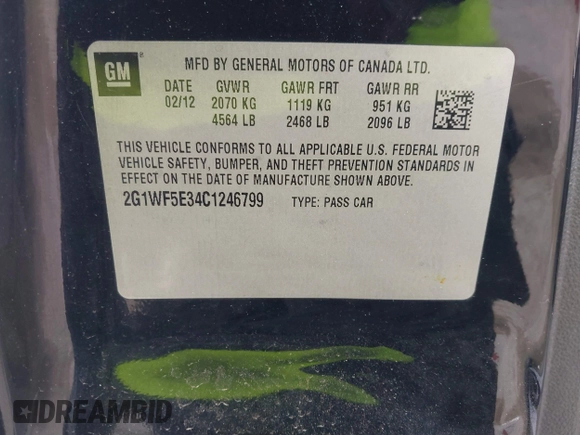 GM
MFD BY GENERAL MOTORS OF CANADA LTD.
DATE GVWR GAWR FRT GAWR RR
02/12 2070 KG 1119 KG 951 KG
4564 LB 2468 LB 2096 LB
THIS VEHICLE CONFORMS TO ALL APPLICABLE U.S. FEDERAL MOTOR
VEHICLE SAFETY, BUMPER, AND THEFT PREVENTION STANDARDS IN
EFFECT ON THE DATE OF MANUFACTURE SHOWN ABOVE.
2G1WF5E34C1246799 TYPE: PASS CAR
DREAMBID